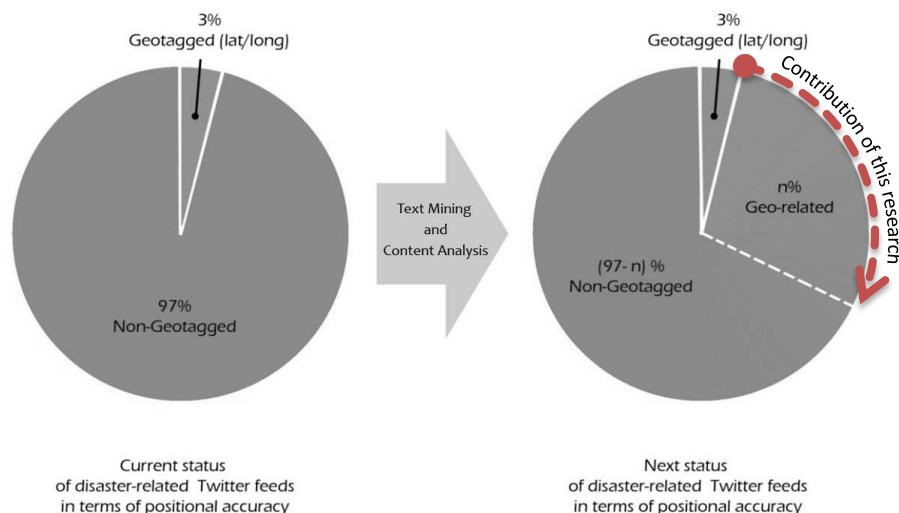 3%
Geotagged (lat/long)
97%
Non-Geotagged
Text Mining
and
Content Analysis
3%
Geotagged (lat/long)
Contribution of this research
n%
Geo-related
(97- n) %
Non-Geotagged
Current status
of disaster-related Twitter feeds
in terms of positional accuracy
Next status
of disaster-related Twitter feeds
in terms of positional accuracy